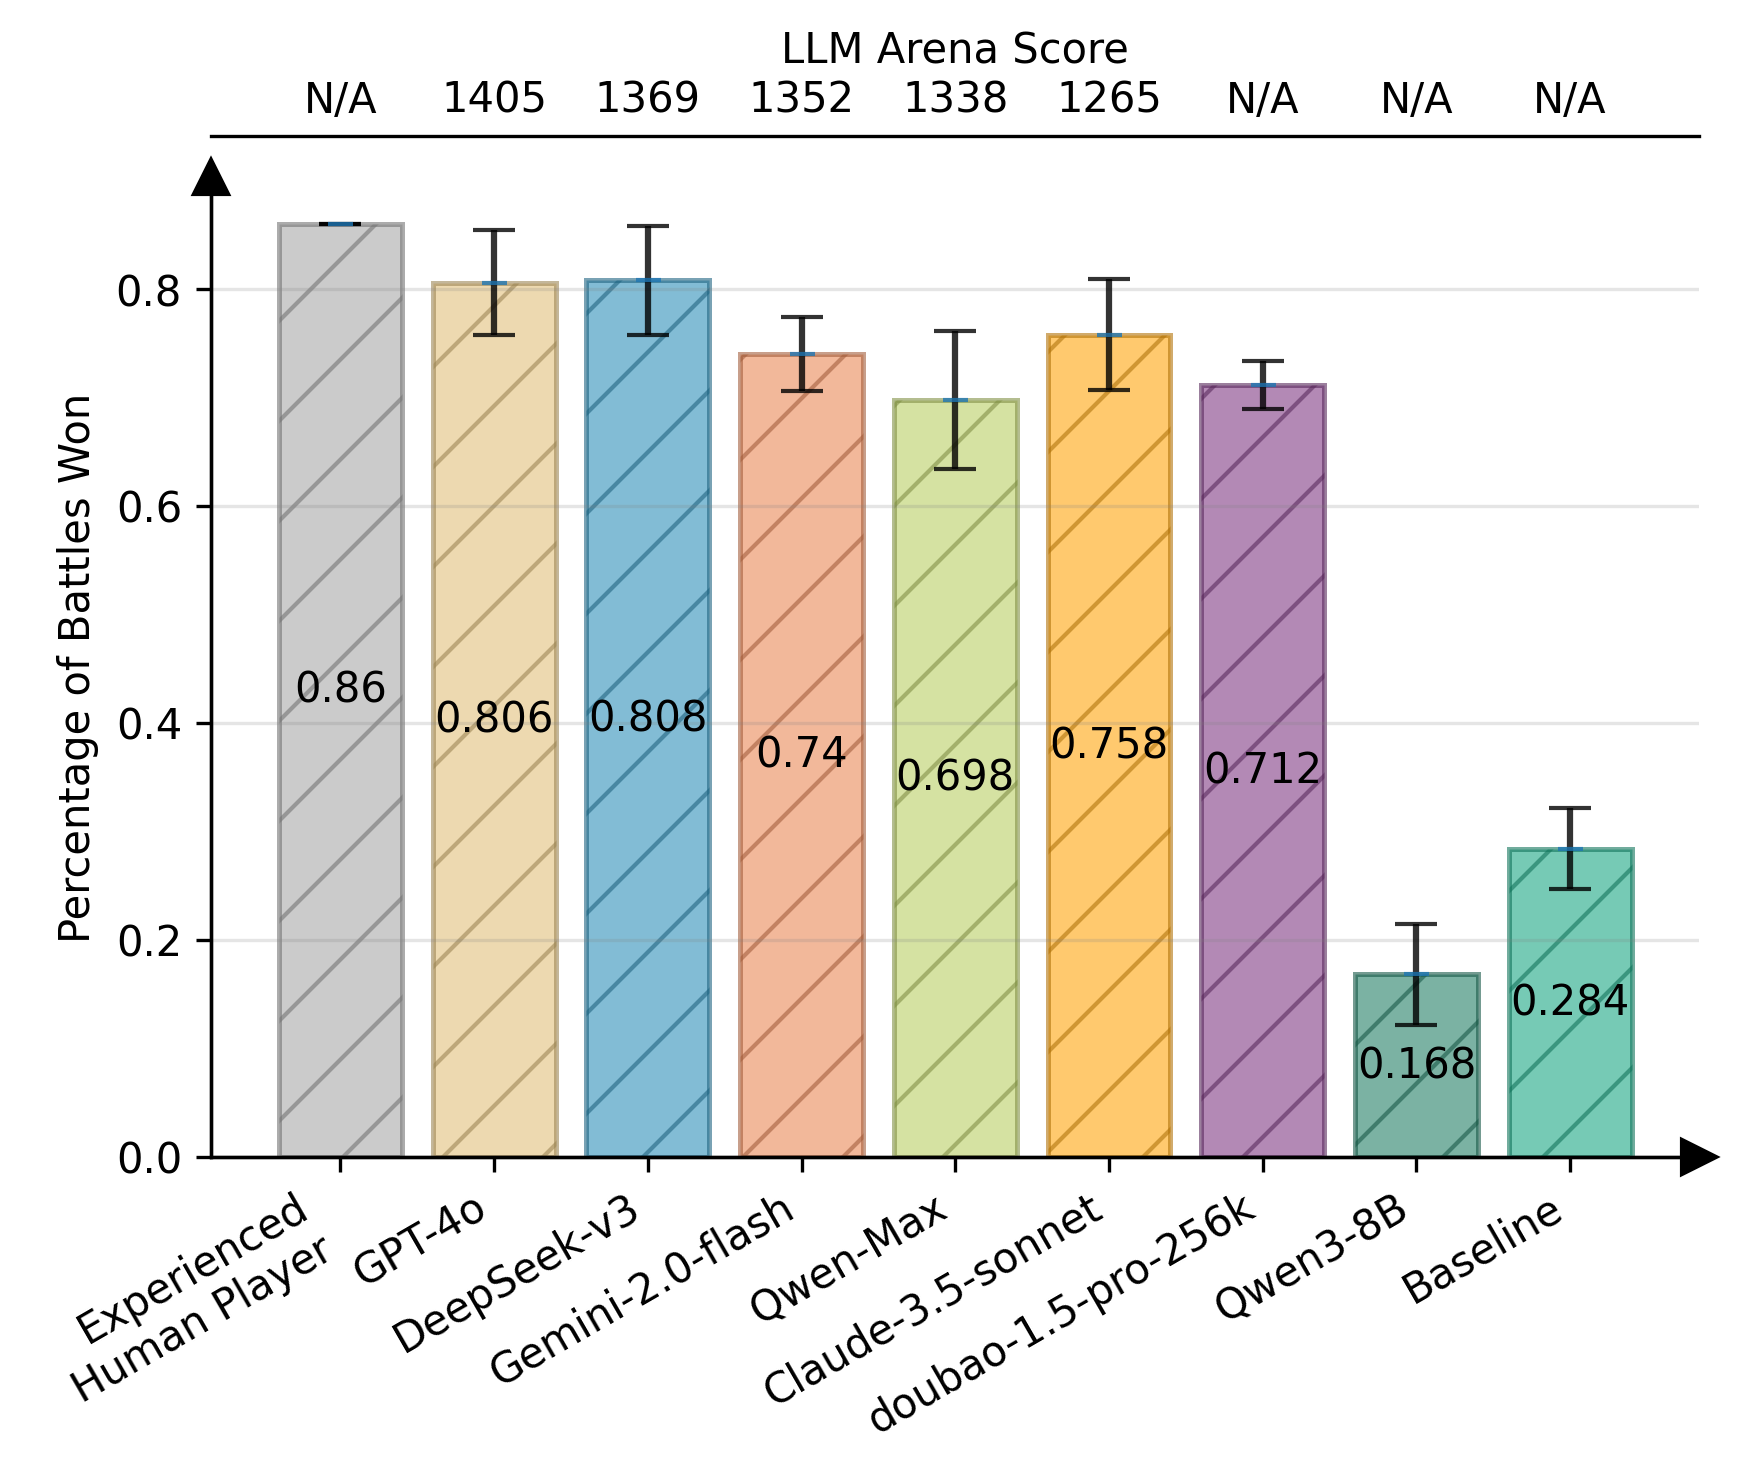 LLM Arena Score
N/A 1405 1369 1352 1338 1265 N/A N/A N/A
Percentage of Battles Won
0.8
0.6
0.4
0.2
0.0
0.86
0.806
0.808
0.74
0.698
0.758
0.712
0.168
0.284
Experienced
Human Player
GPT-4o
DeepSeek-v3
Gemini-2.0-flash
Qwen-Max
Claude-3.5-sonnet
doubao-1.5-pro-256k
Qwen3-8B
Baseline